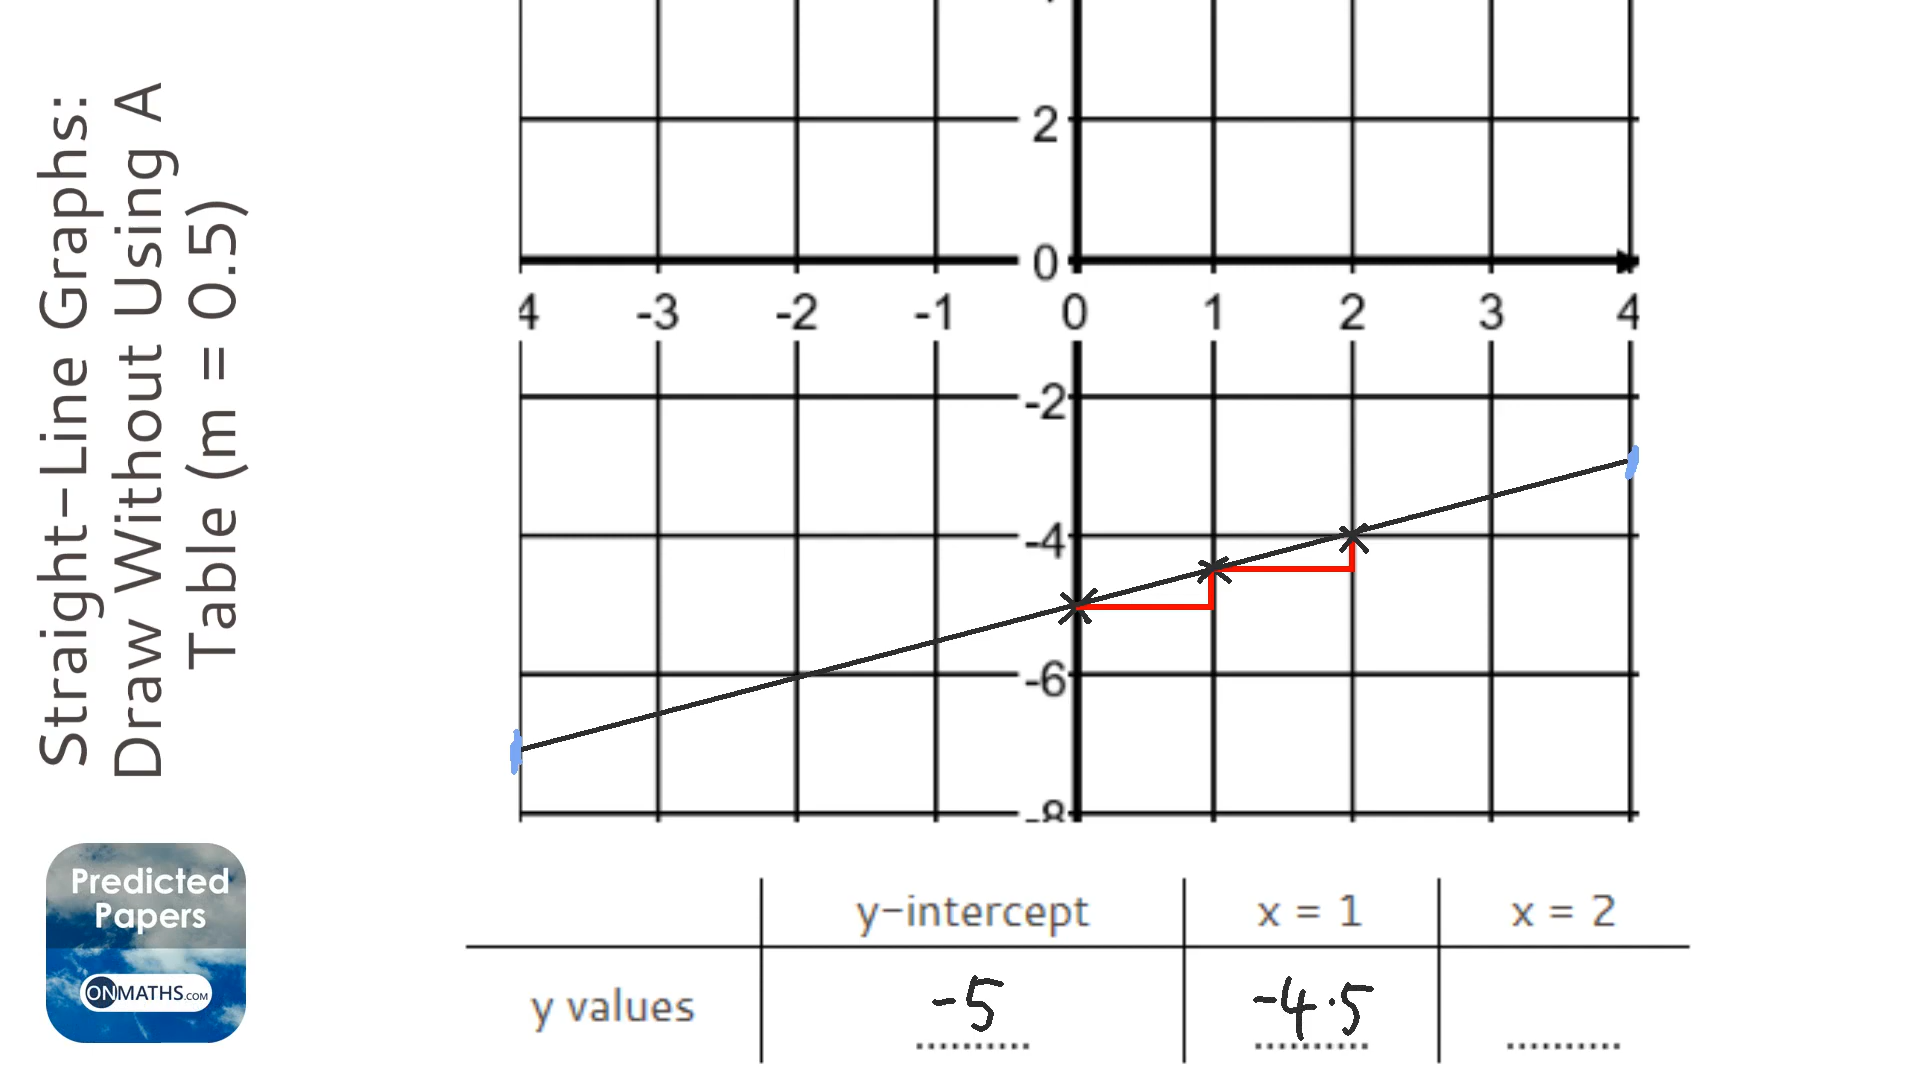 Straight-Line Graphs:
Draw Without Using A
Table (m = 0.5)
2
0
4 -3 -2 -1 0 1 2 3 4
-2
-4
-6
-8
y-intercept x = 1 x = 2
y values -5 -4.5
Predicted
Papers
ONMATHS.COM